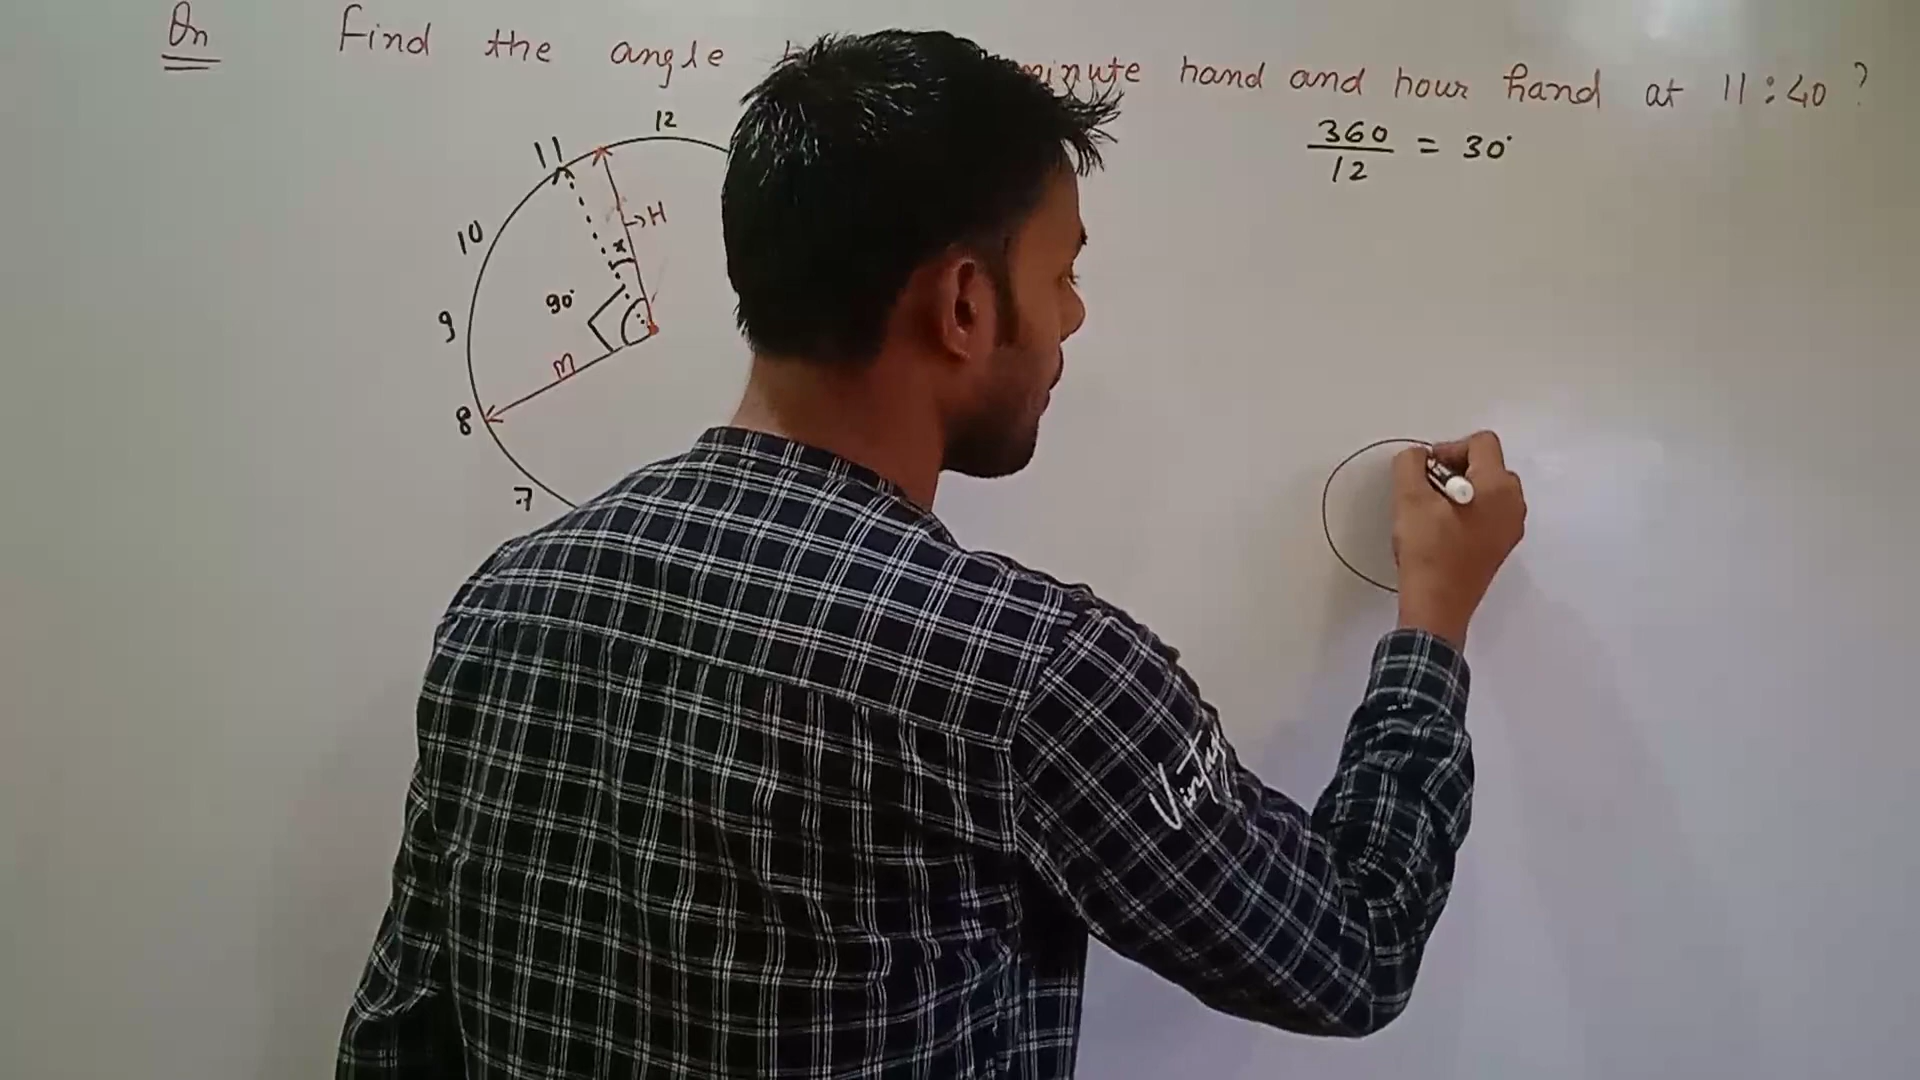 Qn Find the angle minute hand and hour hand at 11:40 ?
360
12
= 30°
12
11
10
9
8
7
H
x
90°
m